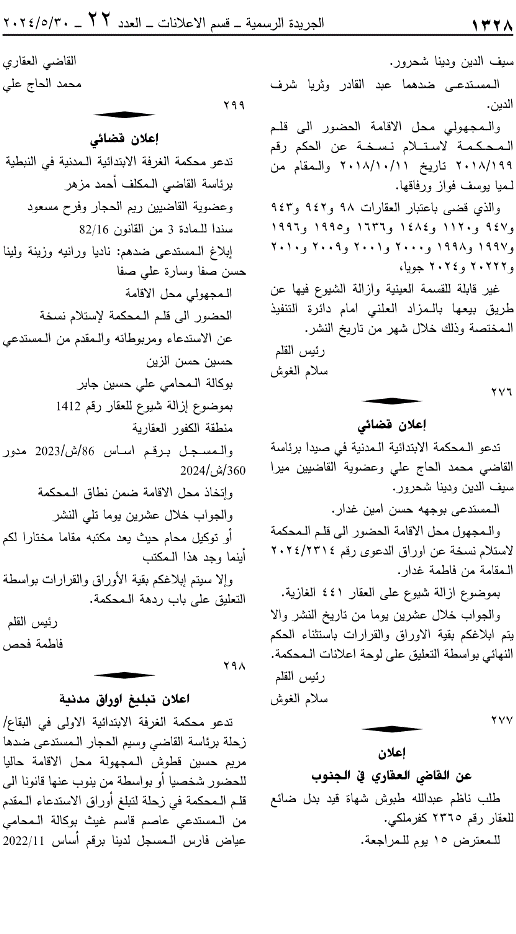 ١٣٢٨
الجريدة الرسمية ـ قسم الاعلانات ـ العدد ٢٢ ـ ٢٠٢٤/٥/٣٠
سيف الدين ودينا شحرور.
المستدعى ضدهما عبد القادر وثريا شرف
الدين.
والمجهولي محل الاقامة الحضور الى قلم
المحكمة لاستلام نسخة عن الحكم رقم
٢٠١٨/١٩٩ تاريخ ٢٠١٨/١٠/١١ والمقام من
لميا يوسف فواز ورفاقها.
والذي قضى باعتبار العقارات ٩٨ و٩٤٢ و٩٤٣
و٩٤٧ و١١٢٠ و١٤٨٤ و١٦٣٦ و١٩٩٥ و١٩٩٦
و١٩٩٧ و١٩٩٨ و٢٠٠٠ و٢٠٠١ و٢٠٠٩ و٢٠١٠
و٢٠٢٢٢ و٢٠٢٤ جويا،
غير قابلة للقسمة العينية وازالة الشيوع فيها عن
طريق بيعها بالمزاد العلني امام دائرة التنفيذ
المختصة وذلك خلال شهر من تاريخ النشر.
رئيس القلم
سلام الغوش
٢٧٦
إعلان قضائي
تدعو المحكمة الابتدائية المدنية في صيدا برئاسة
القاضي محمد الحاج علي وعضوية القاضيين ميرا
سيف الدين ودينا شحرور.
المستدعى بوجهه حسن امين غدار.
والمجهول محل الاقامة الحضور الى قلم المحكمة
لاستلام نسخة عن اوراق الدعوى رقم ٢٠٢٤/٢٣١٤
المقامة من فاطمة غدار.
بموضوع ازالة شيوع على العقار ٤٤١ الغازية.
والجواب خلال عشرين يوما من تاريخ النشر والا
يتم ابلاغكم بقية الاوراق والقرارات باستثناء الحكم
النهائي بواسطة التعليق على لوحة اعلانات المحكمة.
رئيس القلم
سلام الغوش
٢٧٧
إعلان
عن القاضي العقاري في الجنوب
طلب ناظم عبدالله طبوش شهاة قيد بدل ضائع
للعقار رقم ٢٣٦٥ كفرملكي.
للمعترض ١٥ يوم للمراجعة.
القاضي العقاري
محمد الحاج علي
٢٩٩
إعلان قضائي
تدعو محكمة الغرفة الابتدائية المدنية في النبطية
برئاسة القاضي المكلف أحمد مزهر
وعضوية القاضيين ريم الحجار وفرح مسعود
سندا للمادة 3 من القانون 82/16
إبلاغ المستدعى ضدهم: ناديا ورانيه وزينة ولينا
حسن صفا وسارة علي صفا
المجهولي محل الاقامة
الحضور الى قلم المحكمة لإستلام نسخة
عن الاستدعاء ومربوطاته والمقدم من المستدعي
حسين حسن الزين
بوكالة المحامي علي حسين جابر
بموضوع إزالة شيوع للعقار رقم 1412
منطقة الكفور العقارية
والمسجل برقم اساس 86/ش/2023 مدور
360/ش/2024
وإتخاذ محل الاقامة ضمن نطاق المحكمة
والجواب خلال عشرين يوما تلي النشر
أو توكيل محام حيث يعد مكتبه مقاما مختارا لكم
أينما وجد هذا المكتب
وإلا سيتم إبلاغكم بقية الأوراق والقرارات بواسطة
التعليق على باب ردهة المحكمة.
رئيس القلم
فاطمة فحص
٢٩٨
اعلان تبليغ اوراق مدنية
تدعو محكمة الغرفة الابتدائية الاولى في البقاع/
زحلة برئاسة القاضي وسيم الحجار المستدعى ضدها
مريم حسين قطوش المجهولة محل الاقامة حاليا
للحضور شخصيا أو بواسطة من ينوب عنها قانونا الى
قلم المحكمة في زحلة لتبلغ أوراق الاستدعاء المقدم
من المستدعي عاصم قاسم غيث بوكالة المحامي
عياض فارس المسجل لدينا برقم أساس 2022/11